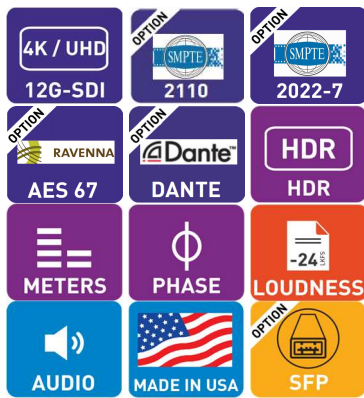 4K / UHD
12G-SDI
OPTION
SMPTE
2110
OPTION
SMPTE
2022-7
OPTION
RAVENNA
AES 67
OPTION
Dante™
DANTE
HDR
HDR
METERS
PHASE
-24 LKFS
LOUDNESS
AUDIO
MADE IN USA
OPTION
SFP